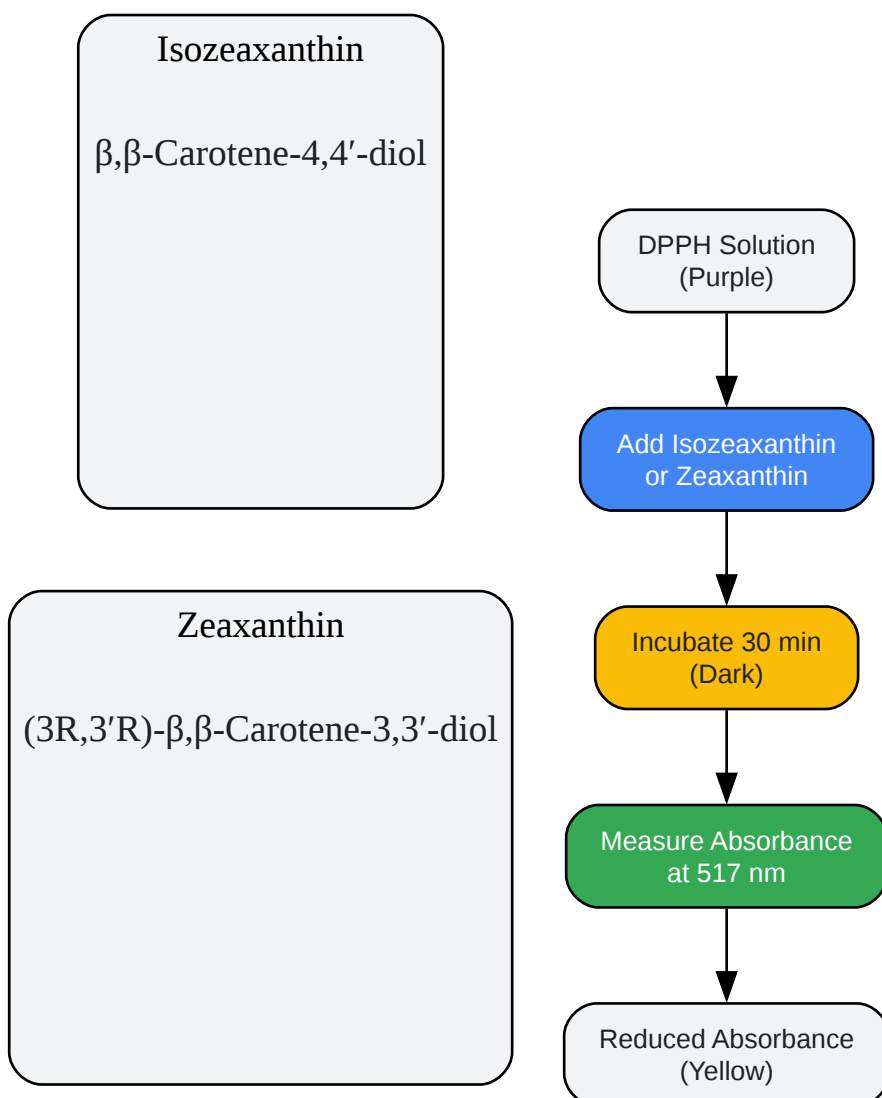 Isozeaxanthin
β,β-Carotene-4,4′-diol
Zeaxanthin
(3R,3′R)-β,β-Carotene-3,3′-diol
DPPH Solution
(Purple)
Add Isozeaxanthin
or Zeaxanthin
Incubate 30 min
(Dark)
Measure Absorbance
at 517 nm
Reduced Absorbance
(Yellow)